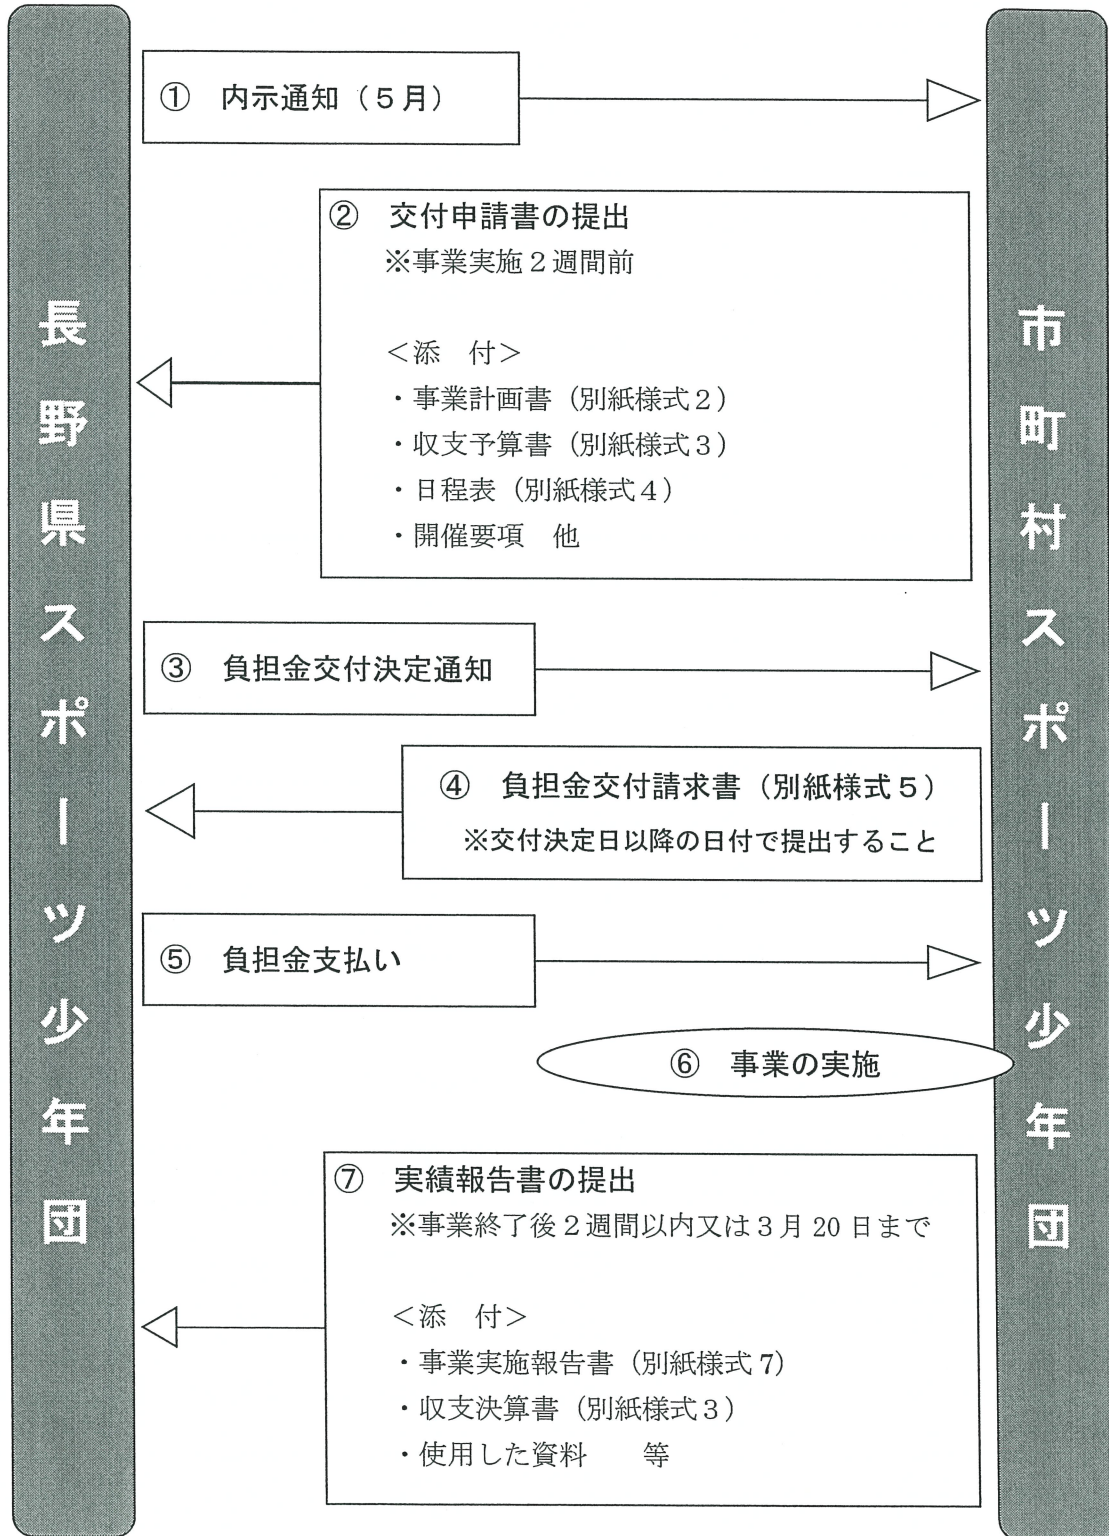 長野県スポーツ少年団
市町村スポーツ少年団
① 内示通知（５月）
② 交付申請書の提出
※事業実施２週間前
＜添　付＞
・事業計画書（別紙様式２）
・収支予算書（別紙様式３）
・日程表（別紙様式４）
・開催要項　他
③ 負担金交付決定通知
④ 負担金交付請求書（別紙様式５）
※交付決定日以降の日付で提出すること
⑤ 負担金支払い
⑥ 事業の実施
⑦ 実績報告書の提出
※事業終了後２週間以内又は３月 20 日まで
＜添　付＞
・事業実施報告書（別紙様式 7）
・収支決算書（別紙様式３）
・使用した資料　　等